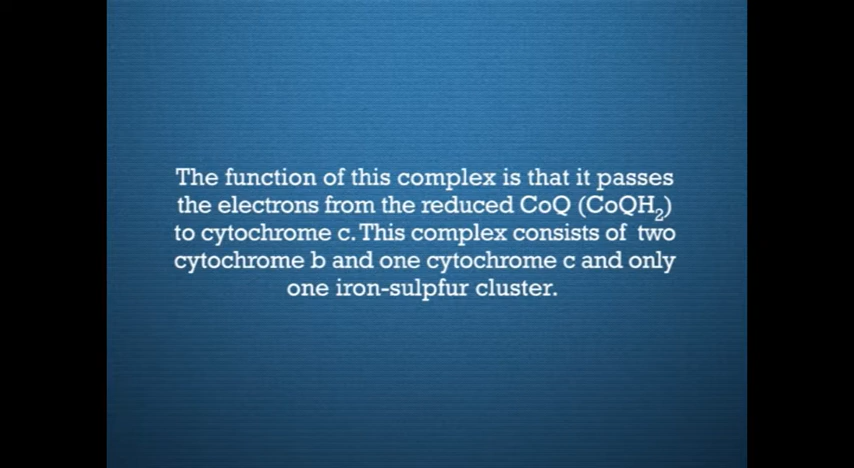 The function of this complex is that it passes
the electrons from the reduced CoQ (CoQH₂)
to cytochrome c. This complex consists of two
cytochrome b and one cytochrome c and only
one iron-sulpfur cluster.